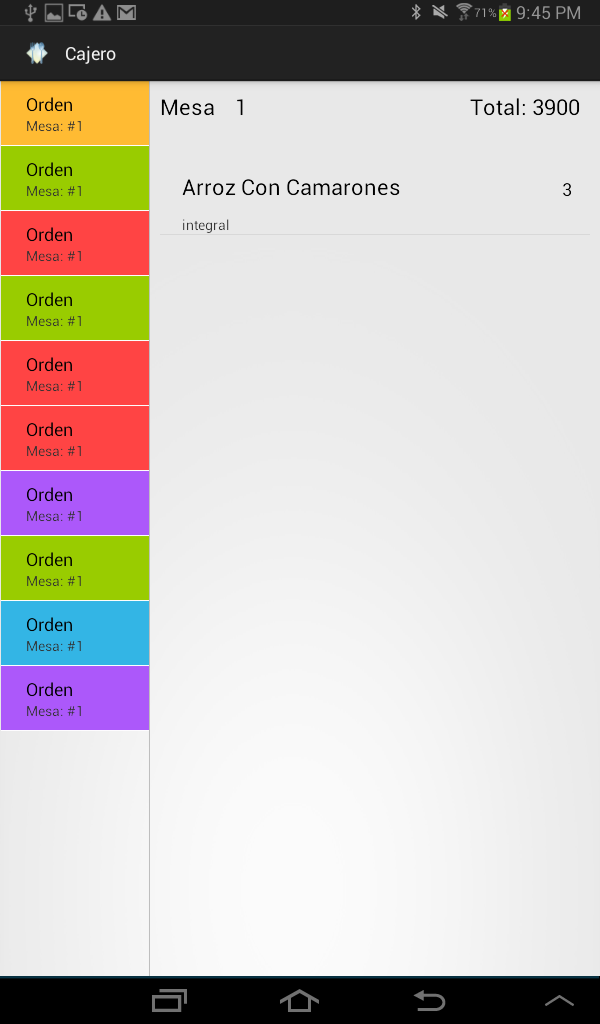 71% 9:45 PM
Cajero
Orden
Mesa: #1
Orden
Mesa: #1
Orden
Mesa: #1
Orden
Mesa: #1
Orden
Mesa: #1
Orden
Mesa: #1
Orden
Mesa: #1
Orden
Mesa: #1
Orden
Mesa: #1
Orden
Mesa: #1
Mesa 1 Total: 3900
Arroz Con Camarones 3
integral